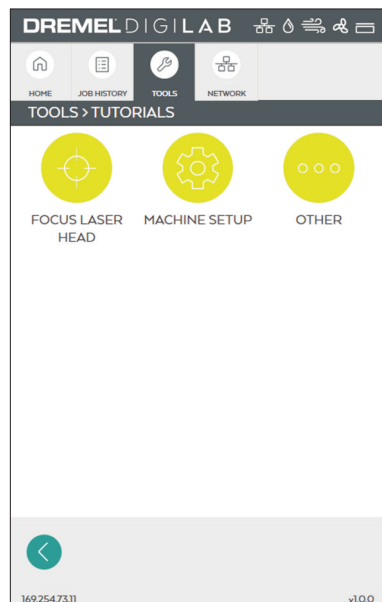 DREMEL DIGILAB
HOME JOB HISTORY TOOLS NETWORK
TOOLS > TUTORIALS
FOCUS LASER HEAD
MACHINE SETUP
OTHER
169.254.73.11 v1.0.0